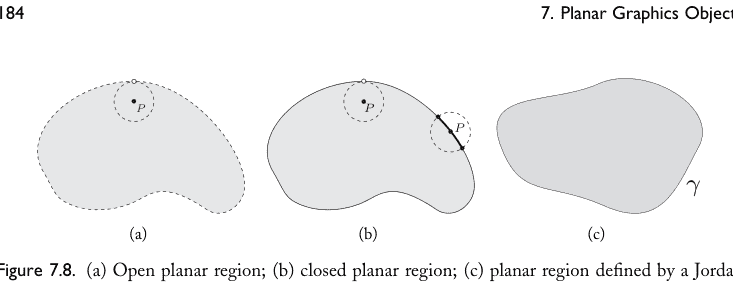 184
7. Planar Graphics Object
P
P
P
γ
(a)
(b)
(c)
Figure 7.8. (a) Open planar region; (b) closed planar region; (c) planar region defined by a Jorda